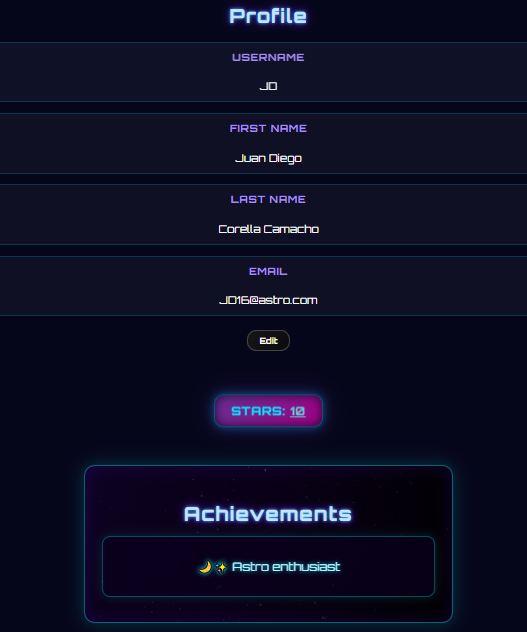 Profile
USERNAME
JD
FIRST NAME
Juan Diego
LAST NAME
Corella Camacho
EMAIL
JD16@astro.com
Edit
STARS: 10
Achievements
🌙✨ Astro enthusiast